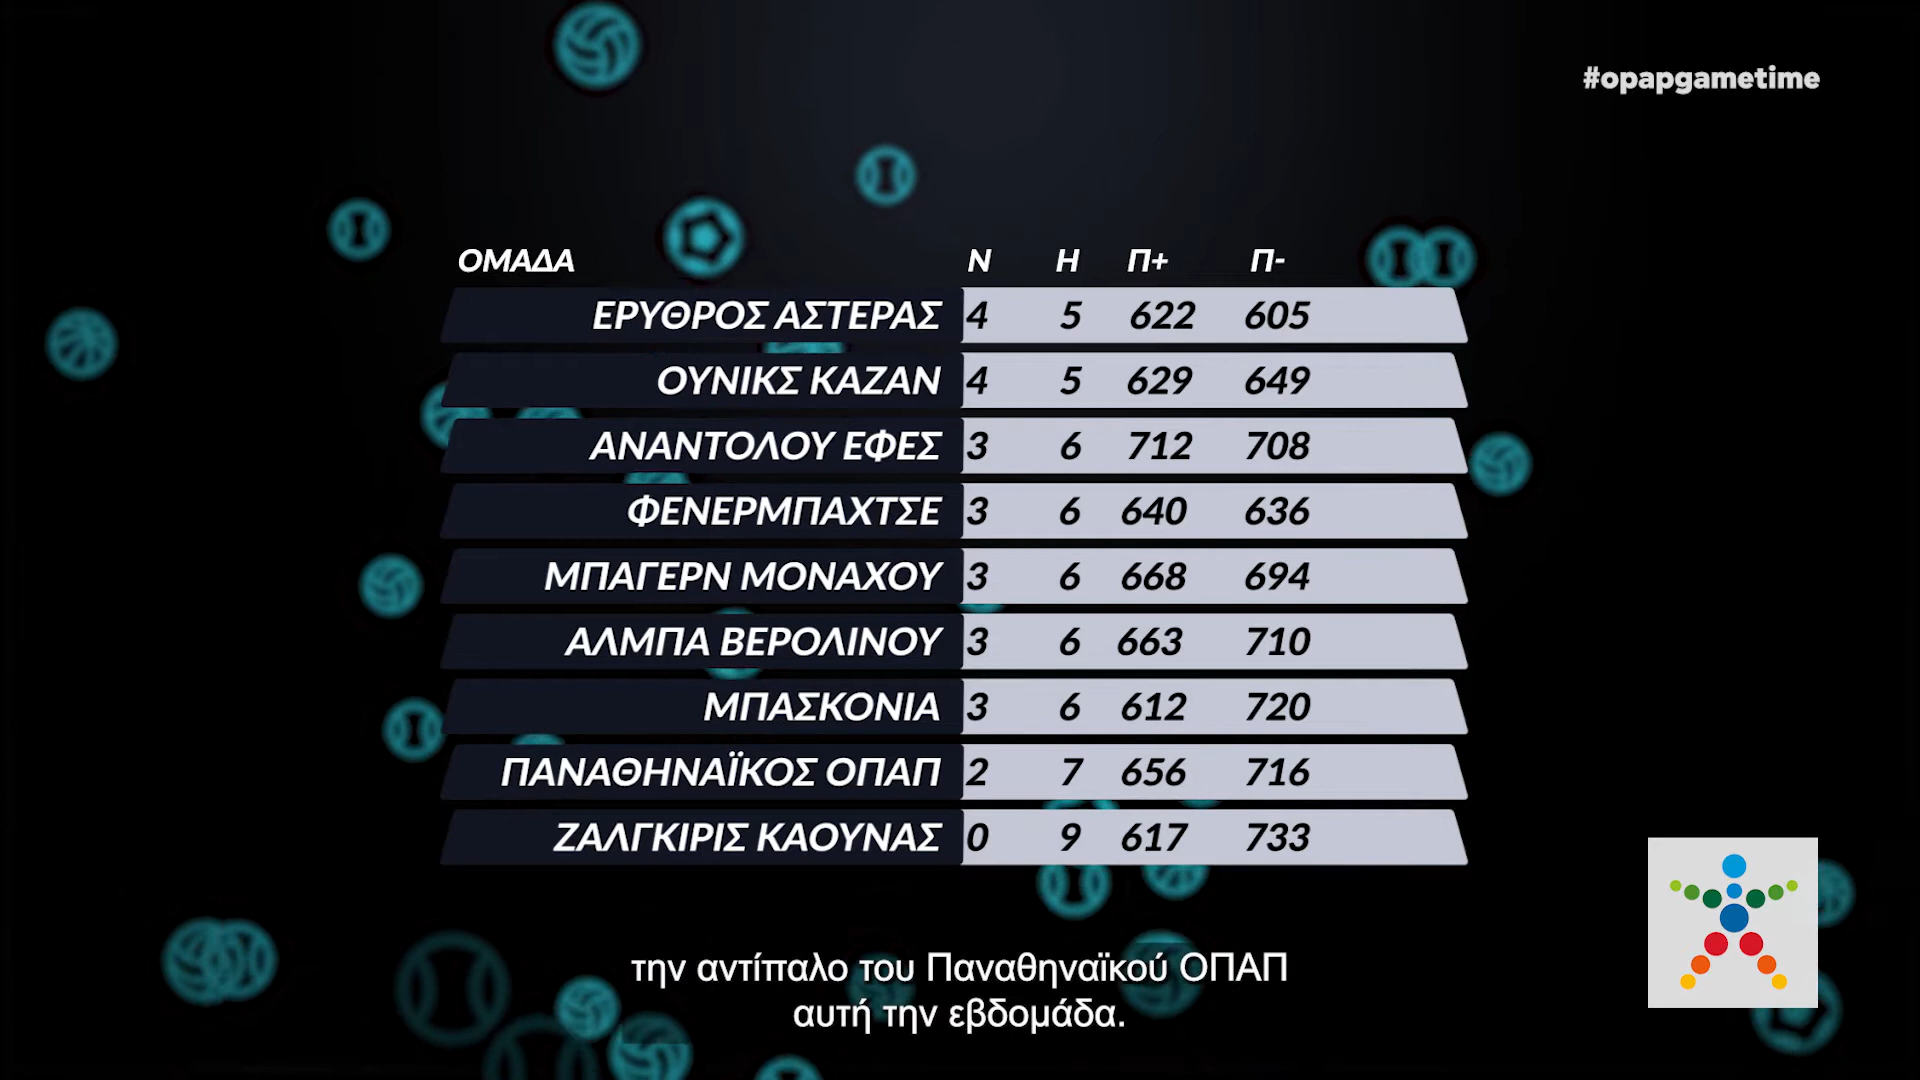 #opapgametime
ΟΜΑΔΑ Ν Η Π+ Π-
ΕΡΥΘΡΟΣ ΑΣΤΕΡΑΣ 4 5 622 605
ΟΥΝΙΚΣ ΚΑΖΑΝ 4 5 629 649
ΑΝΑΝΤΟΛΟΥ ΕΦΕΣ 3 6 712 708
ΦΕΝΕΡΜΠΑΧΤΣΕ 3 6 640 636
ΜΠΑΓΕΡΝ ΜΟΝΑΧΟΥ 3 6 668 694
ΑΛΜΠΑ ΒΕΡΟΛΙΝΟΥ 3 6 663 710
ΜΠΑΣΚΟΝΙΑ 3 6 612 720
ΠΑΝΑΘΗΝΑΪΚΟΣ ΟΠΑΠ 2 7 656 716
ΖΑΛΓΚΙΡΙΣ ΚΑΟΥΝΑΣ 0 9 617 733
την αντίπαλο του Παναθηναϊκού ΟΠΑΠ
αυτή την εβδομάδα.